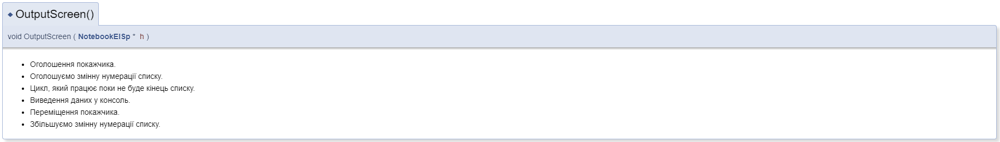 OutputScreen()
void OutputScreen ( NotebookElSp * h )
Оголошення покажчика.
Оголошуємо змінну нумерації списку.
Цикл, який працює поки не буде кінець списку.
Виведення даних у консоль.
Переміщення покажчика.
Збільшуємо змінну нумерації списку.